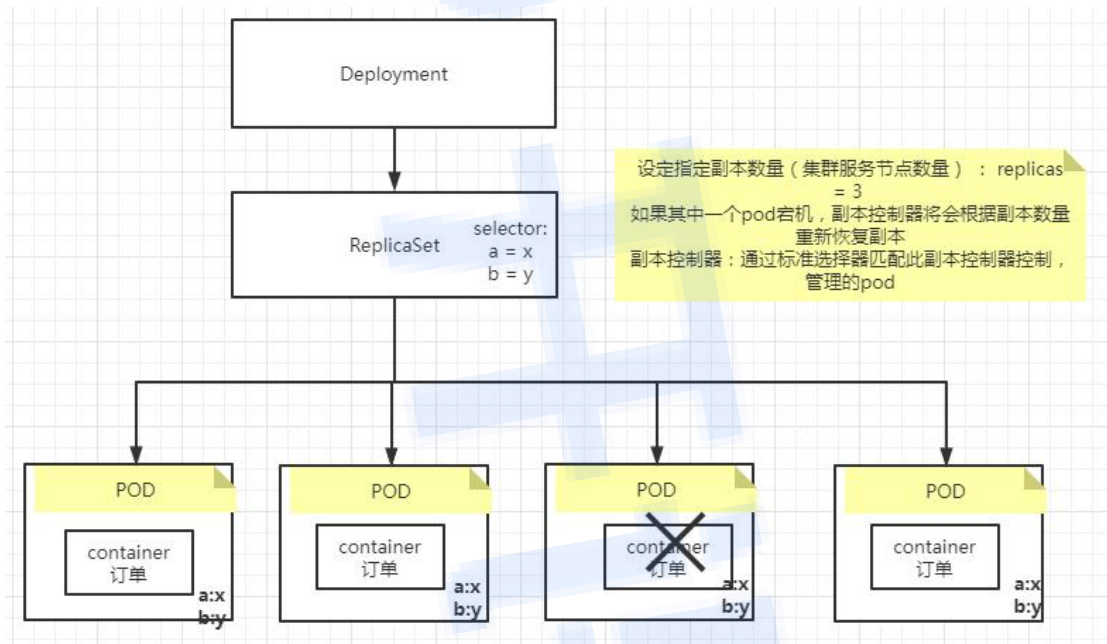 Deployment
设定指定副本数量（集群服务节点数量） : replicas
= 3
如果其中一个pod宕机，副本控制器将会根据副本数量
重新恢复副本
副本控制器：通过标准选择器匹配此副本控制器控制，
管理的pod
ReplicaSet
selector:
a = x
b = y
POD
container
订单
a:x
b:y
POD
container
订单
a:x
b:y
POD
container
订单
a:x
b:y
POD
container
订单
a:x
b:y